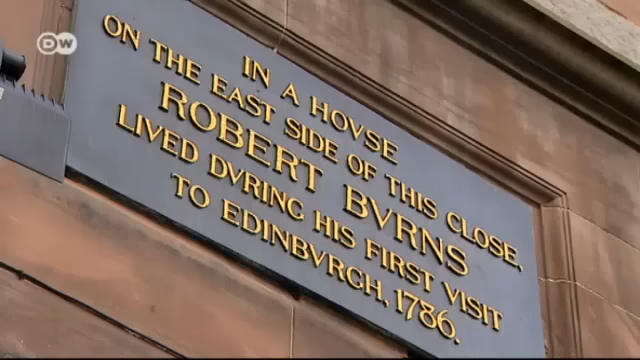 DW
IN A HOVSE
ON THE EAST SIDE OF THIS CLOSE,
ROBERT BVRNS
LIVED DVRING HIS FIRST VISIT
TO EDINBVRGH, 1786.